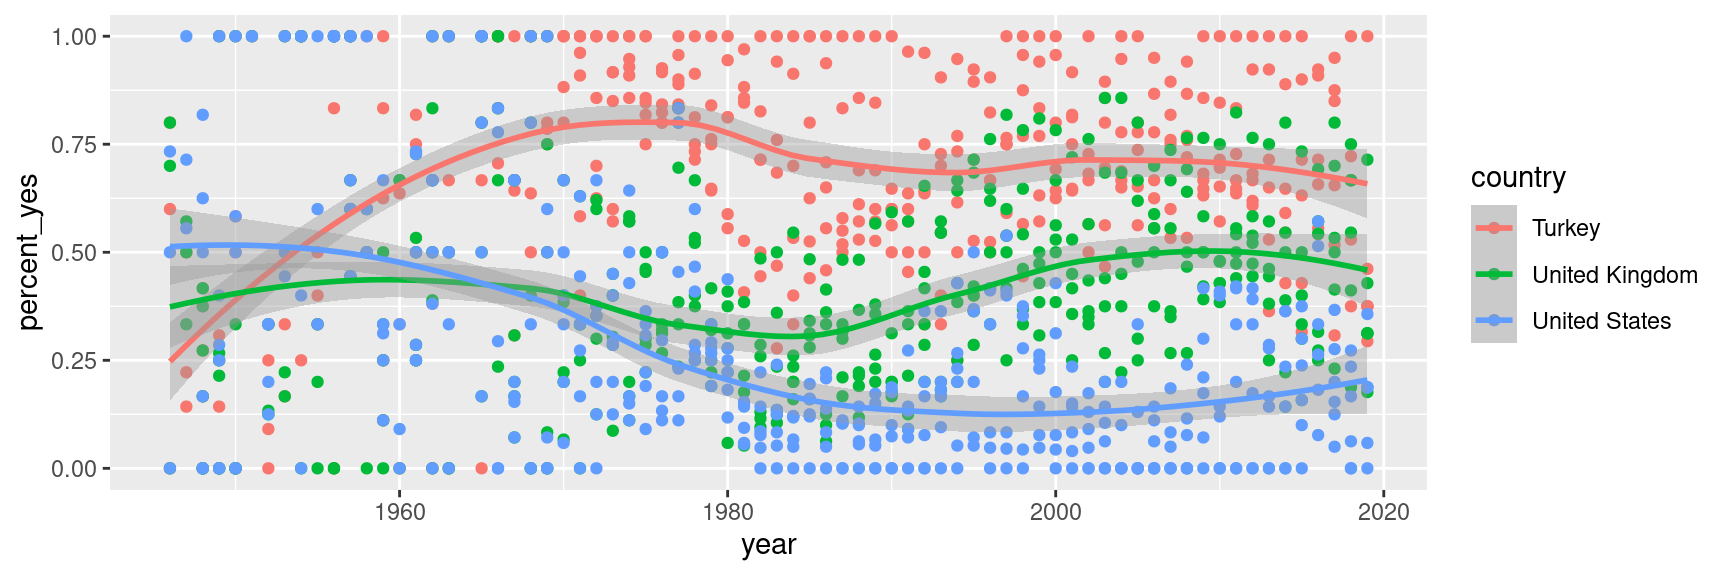 1.00
0.75
0.50
0.25
0.00
percent_yes
1960
1980
2000
2020
year
country
Turkey
United Kingdom
United States